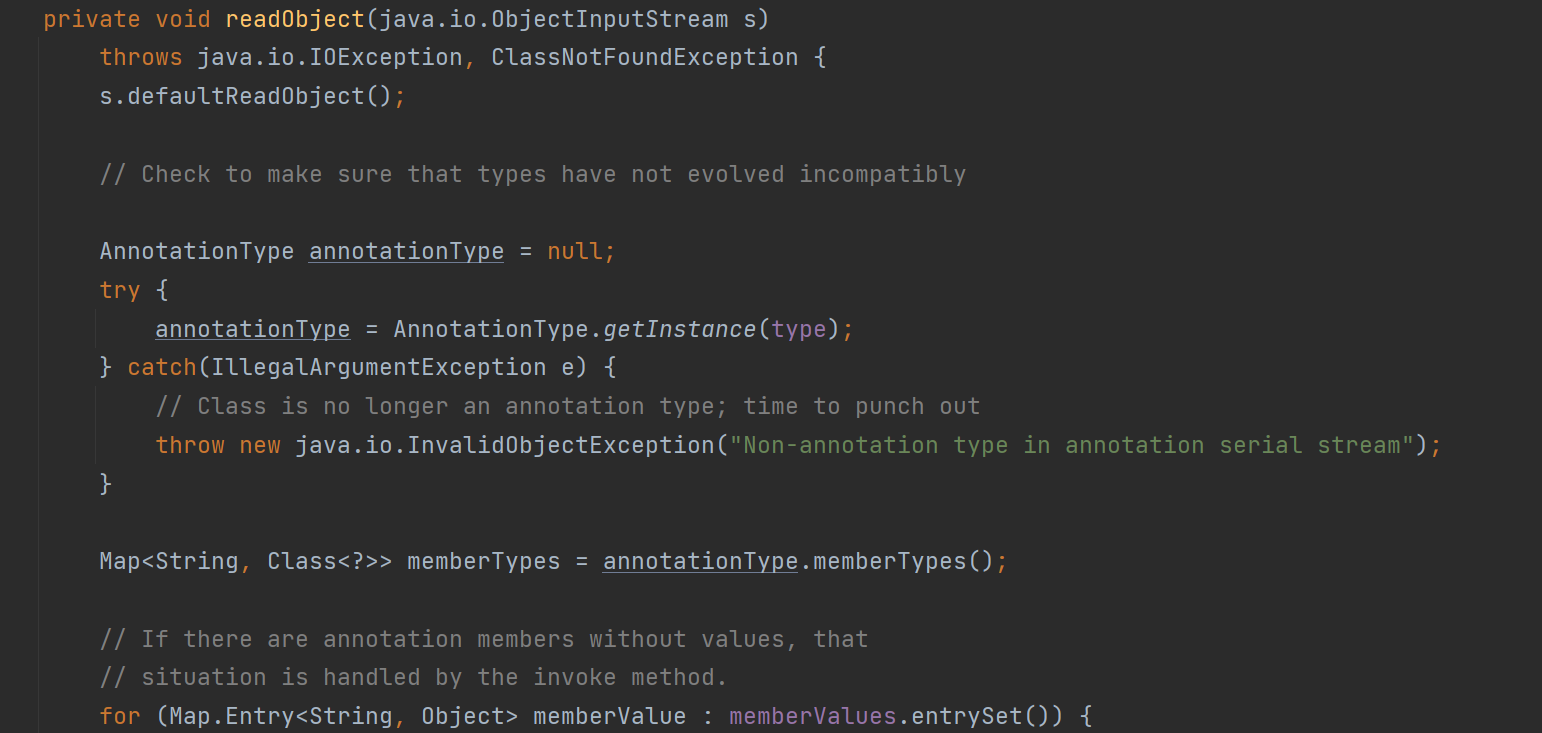 private void readObject(java.io.ObjectInputStream s)
throws java.io.IOException, ClassNotFoundException {
s.defaultReadObject();
// Check to make sure that types have not evolved incompatibly
AnnotationType annotationType = null;
try {
annotationType = AnnotationType.getInstance(type);
} catch(IllegalArgumentException e) {
// Class is no longer an annotation type; time to punch out
throw new java.io.InvalidObjectException("Non-annotation type in annotation serial stream");
}
Map<String, Class<?>> memberTypes = annotationType.memberTypes();
// If there are annotation members without values, that
// situation is handled by the invoke method.
for (Map.Entry<String, Object> memberValue : memberValues.entrySet()) {